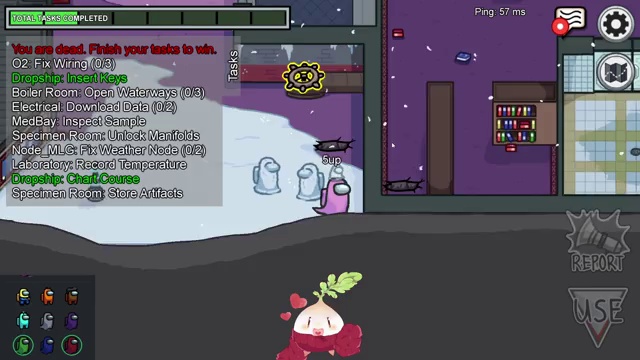 TOTAL TASKS COMPLETED
Ping: 57 ms
You are dead. Finish your tasks to win.
O2: Fix Wiring (0/3)
Dropship: Insert Keys
Boiler Room: Open Waterways (0/3)
Electrical: Download Data (0/2)
MedBay: Inspect Sample
Specimen Room: Unlock Manifolds
Node_MLG: Fix Weather Node (0/2)
Laboratory: Record Temperature
Dropship: Chart Course
Specimen Room: Store Artifacts
Tasks
5up
REPORT
USE